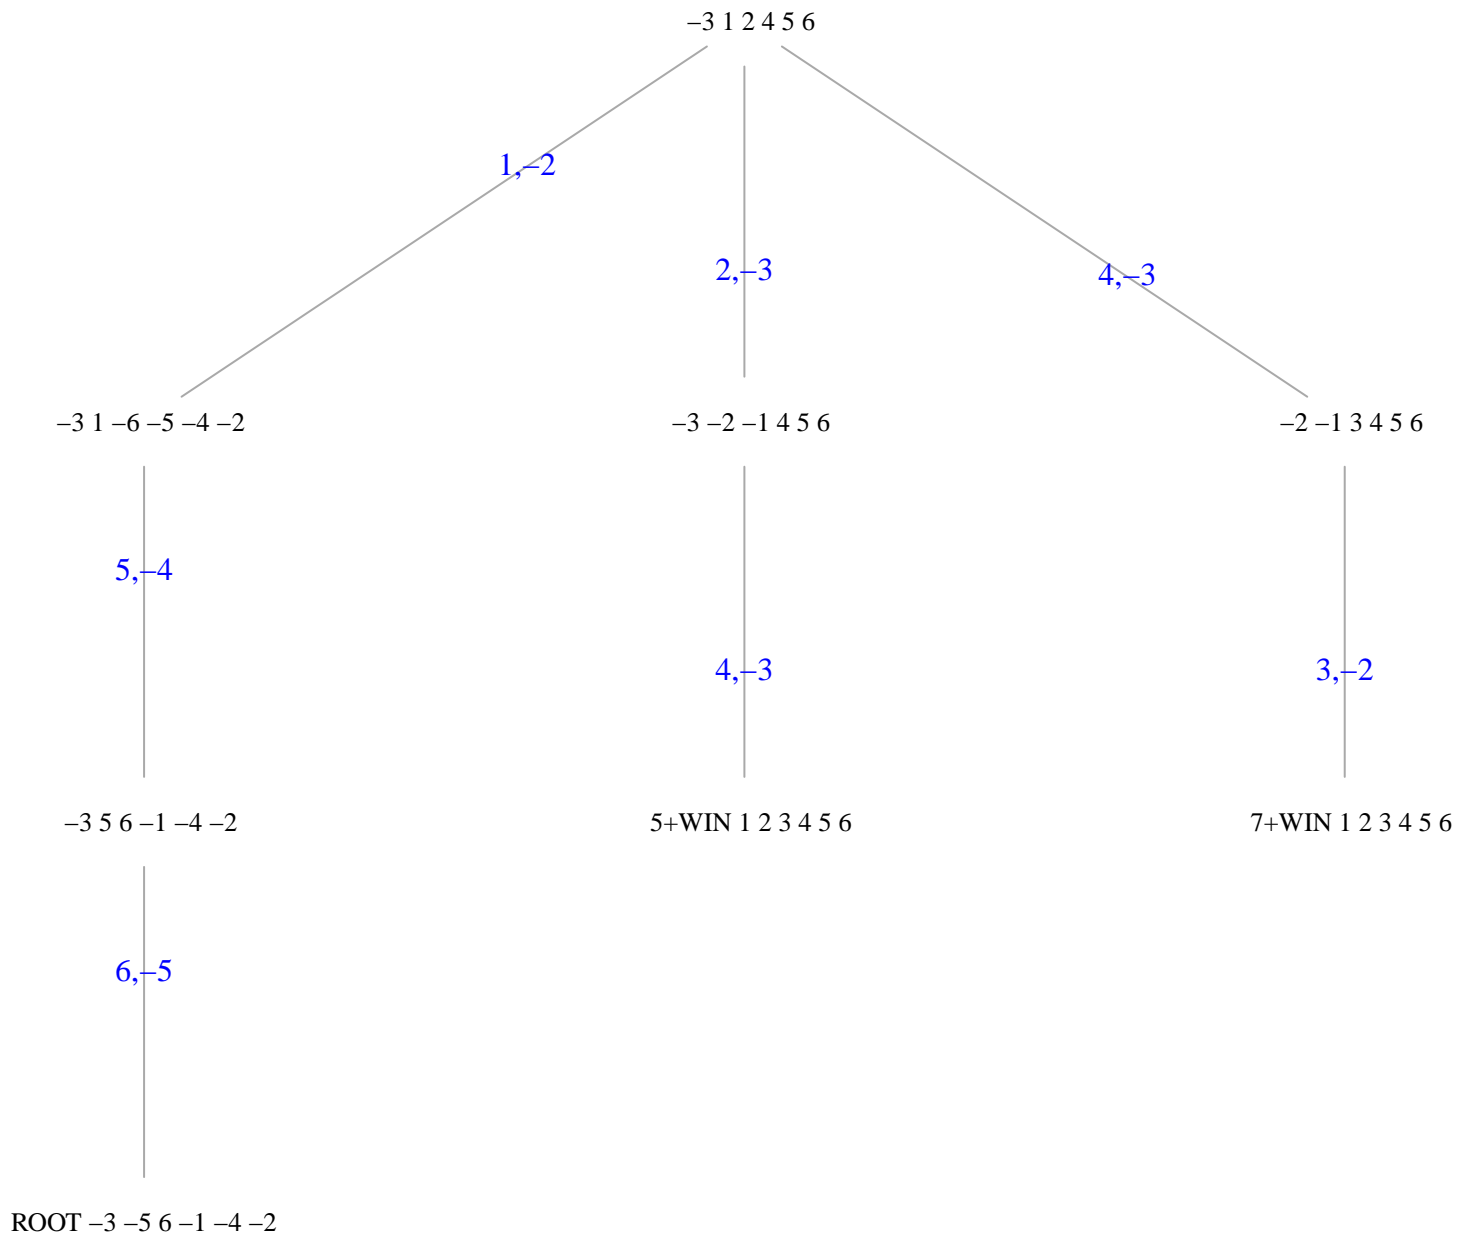 –3 1 2 4 5 6
1,–2
2,–3
4,–3
–3 1 –6 –5 –4 –2
–3 –2 –1 4 5 6
–2 –1 3 4 5 6
5,–4
4,–3
3,–2
–3 5 6 –1 –4 –2
5+WIN 1 2 3 4 5 6
7+WIN 1 2 3 4 5 6
6,–5
ROOT –3 –5 6 –1 –4 –2